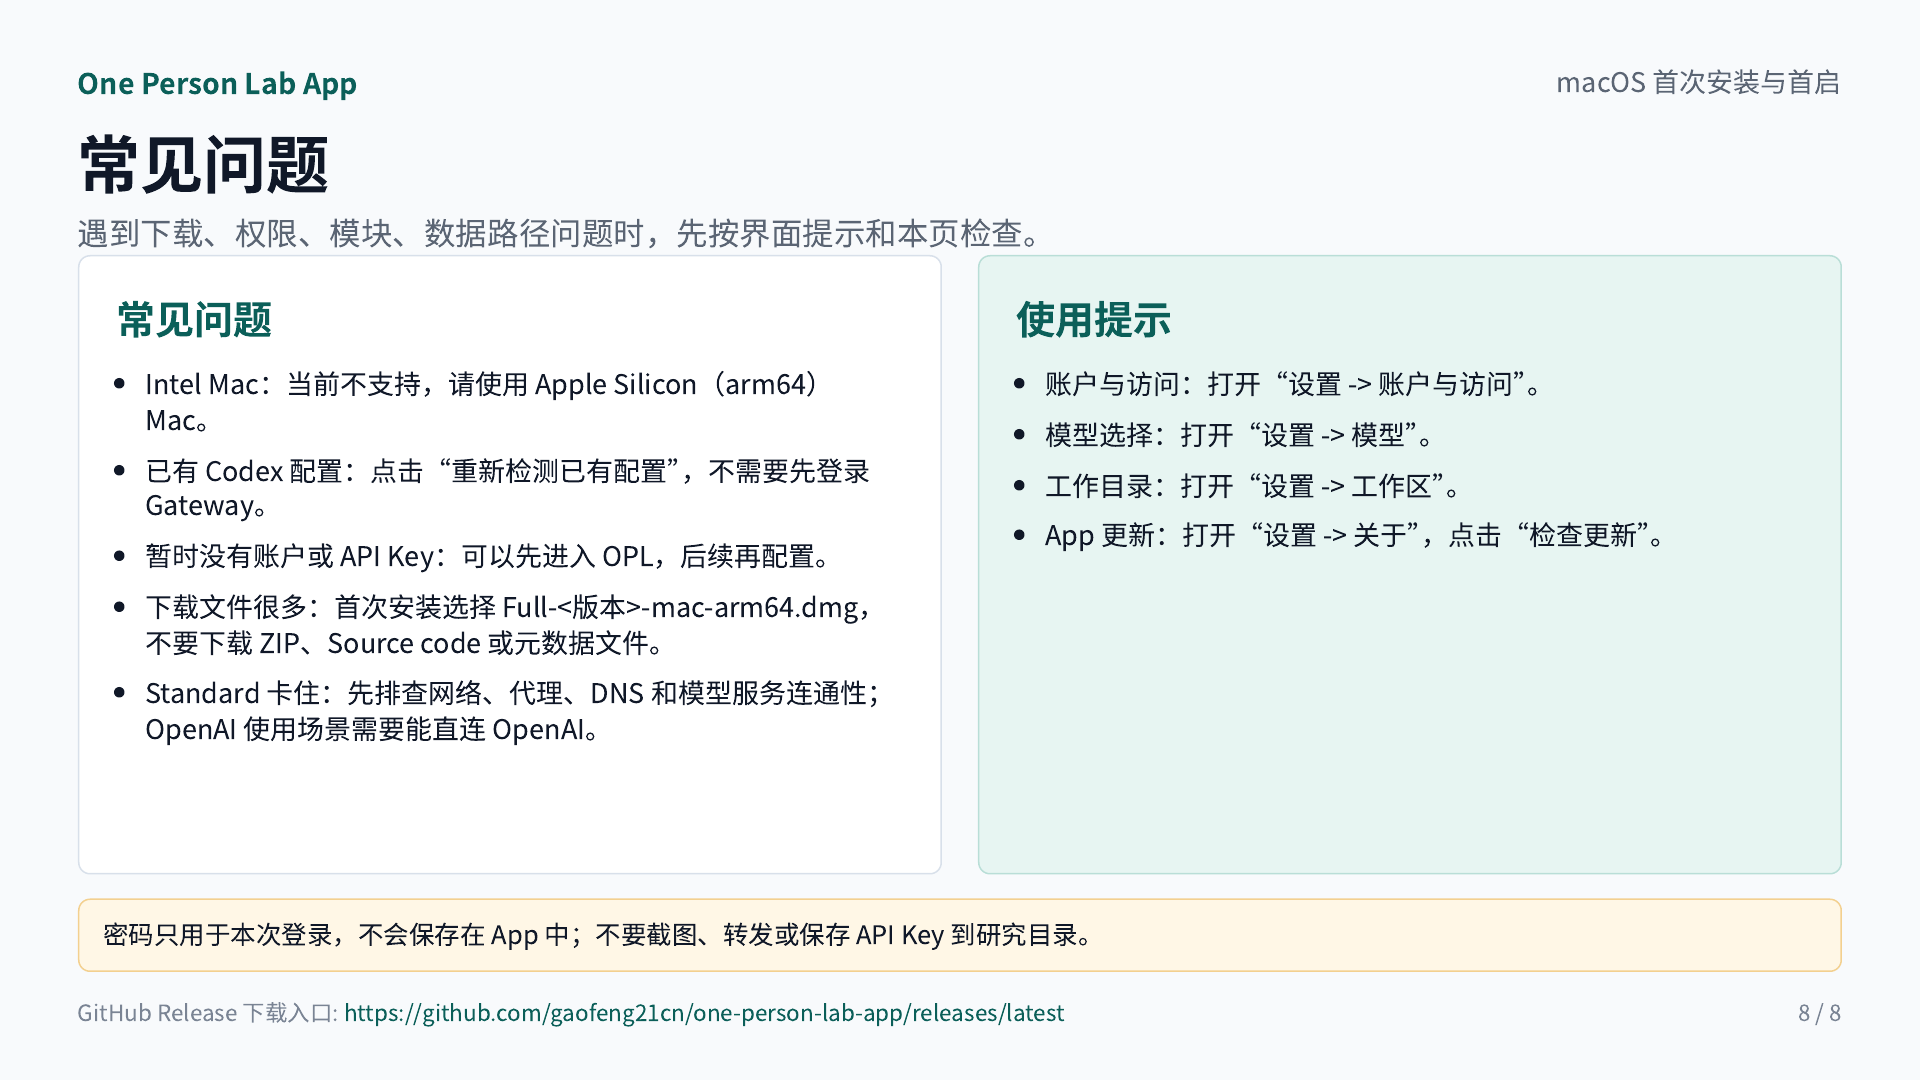 One Person Lab App
macOS 首次安装与首启
常见问题
遇到下载、权限、模块、数据路径问题时，先按界面提示和本页检查。
常见问题
• Intel Mac：当前不支持，请使用 Apple Silicon（arm64）
Mac。
• 已有 Codex 配置：点击“重新检测已有配置”，不需要先登录
Gateway。
• 暂时没有账户或 API Key：可以先进入 OPL，后续再配置。
• 下载文件很多：首次安装选择 Full-<版本>-mac-arm64.dmg，
不要下载 ZIP、Source code 或元数据文件。
• Standard 卡住：先排查网络、代理、DNS 和模型服务连通性；
OpenAI 使用场景需要能直连 OpenAI。
使用提示
• 账户与访问：打开“设置 -> 账户与访问”。
• 模型选择：打开“设置 -> 模型”。
• 工作目录：打开“设置 -> 工作区”。
• App 更新：打开“设置 -> 关于”，点击“检查更新”。
密码只用于本次登录，不会保存在 App 中；不要截图、转发或保存 API Key 到研究目录。
GitHub Release 下载入口: https://github.com/gaofeng21cn/one-person-lab-app/releases/latest
8 / 8